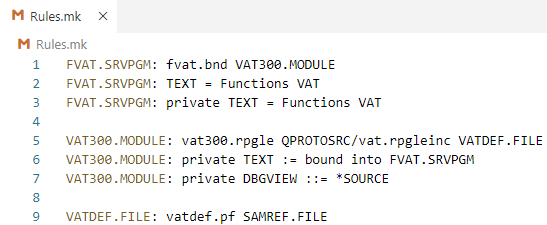 Rules.mk
Rules.mk
1 FVAT.SRVPGM: fvat.bnd VAT300.MODULE
2 FVAT.SRVPGM: TEXT = Functions VAT
3 FVAT.SRVPGM: private TEXT = Functions VAT
4
5 VAT300.MODULE: vat300.rpgle QPROTOSRC/vat.rpgleinc VATDEF.FILE
6 VAT300.MODULE: private TEXT := bound into FVAT.SRVPGM
7 VAT300.MODULE: private DBGVIEW ::= *SOURCE
8
9 VATDEF.FILE: vatdef.pf SAMREF.FILE